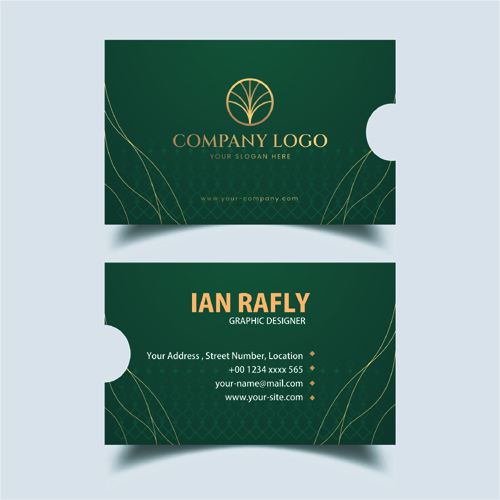 COMPANY LOGO
YOUR SLOGAN HERE
www.your-company.com
IAN RAFLY
GRAPHIC DESIGNER
Your Address , Street Number, Location
+00 1234 xxxx 565
your-name@mail.com
www.your-site.com